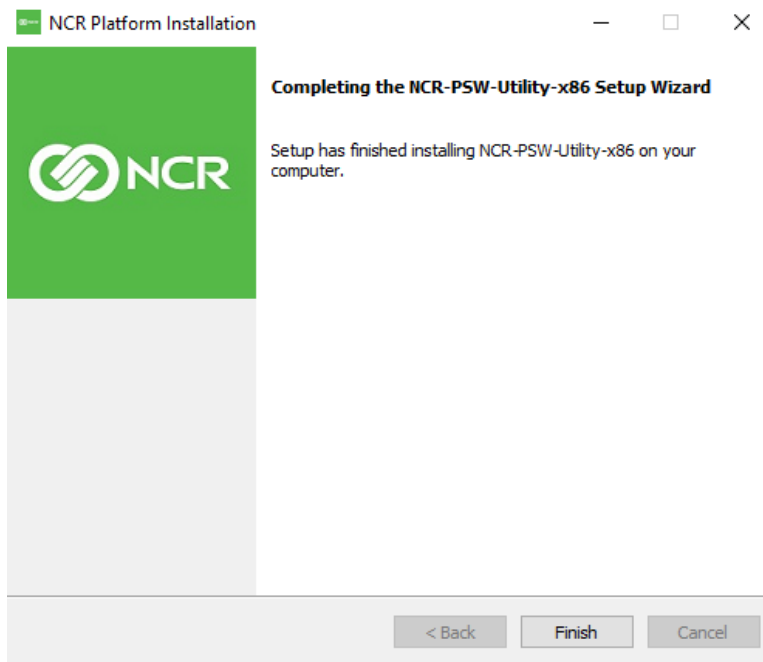 NCR Platform Installation
Completing the NCR-PSW-Utility-x86 Setup Wizard
Setup has finished installing NCR-PSW-Utility-x86 on your
computer.
NCR
< Back
Finish
Cancel